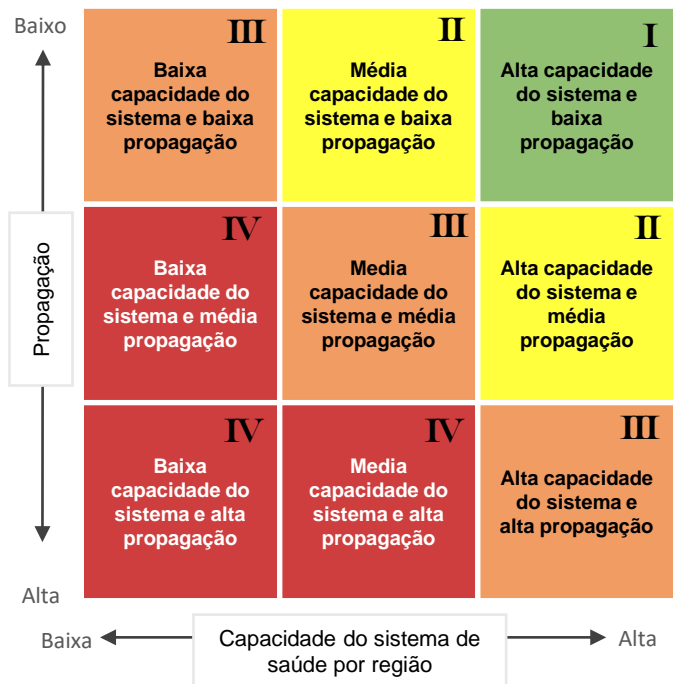 Baixo
III
Baixa
capacidade do
sistema e baixa
propagação
II
Média
capacidade do
sistema e baixa
propagação
I
Alta capacidade
do sistema e
baixa
propagação
Propagação
IV
Baixa
capacidade do
sistema e média
propagação
III
Media
capacidade do
sistema e média
propagação
II
Alta capacidade
do sistema e
média
propagação
IV
Baixa
capacidade do
sistema e alta
propagação
IV
Media
capacidade do
sistema e alta
propagação
III
Alta capacidade
do sistema e
alta propagação
Alta
Baixa
Capacidade do sistema de
saúde por região
Alta